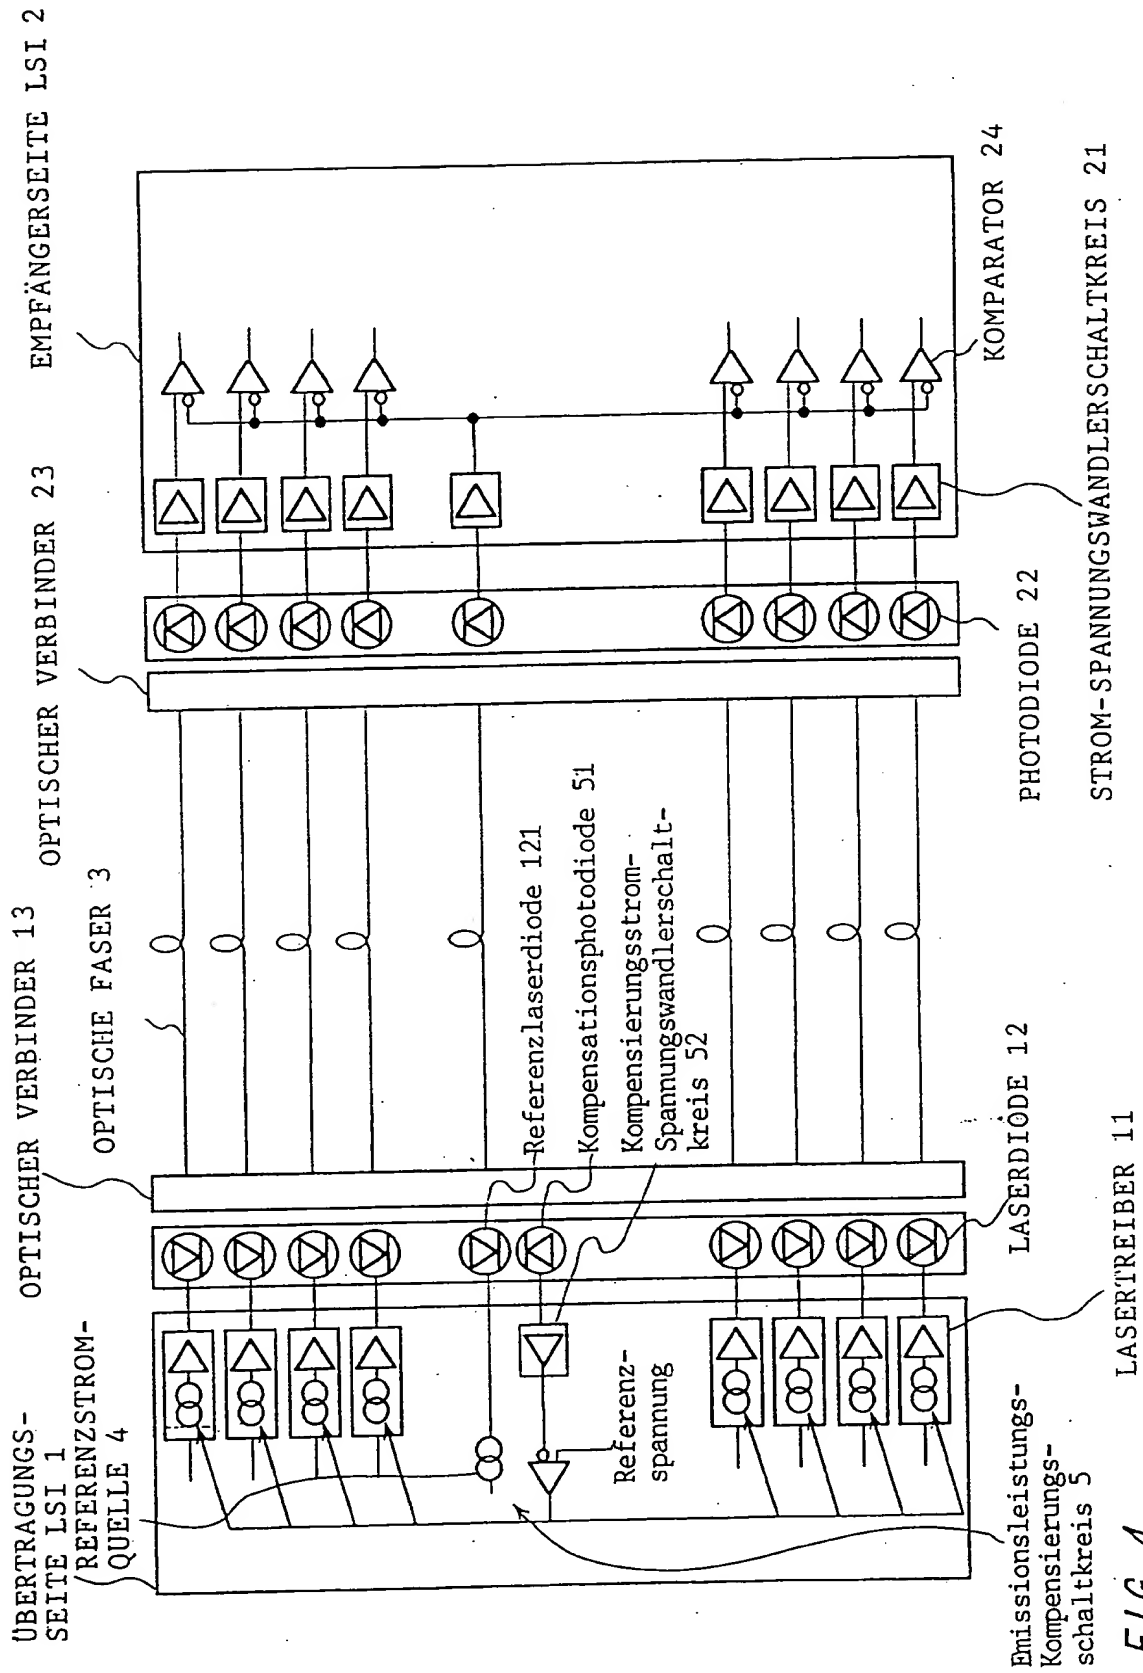 ÜBERTRAGUNGS-
SEITE LSI 1
REFERENZSTROM-
QUELLE 4
OPTISCHER VERBINDER 13
OPTISCHE FASER 3
OPTISCHER VERBINDER 23
EMPFÄNGERSEITE LSI 2
Referenzlaserdiode 121
Kompensationsphotodiode 51
Kompensierungsstrom-
Spannungswandlerschalt-
kreis 52
Referenz-
spannung
KOMPARATOR 24
Emissionsleistungs-
Kompensierungs-
schaltkreis 5
LASERTREIBER 11
LASERDIODE 12
PHOTODIODE 22
STROM-SPANNUNGSWANDLERSCHALTKREIS 21
FIG.